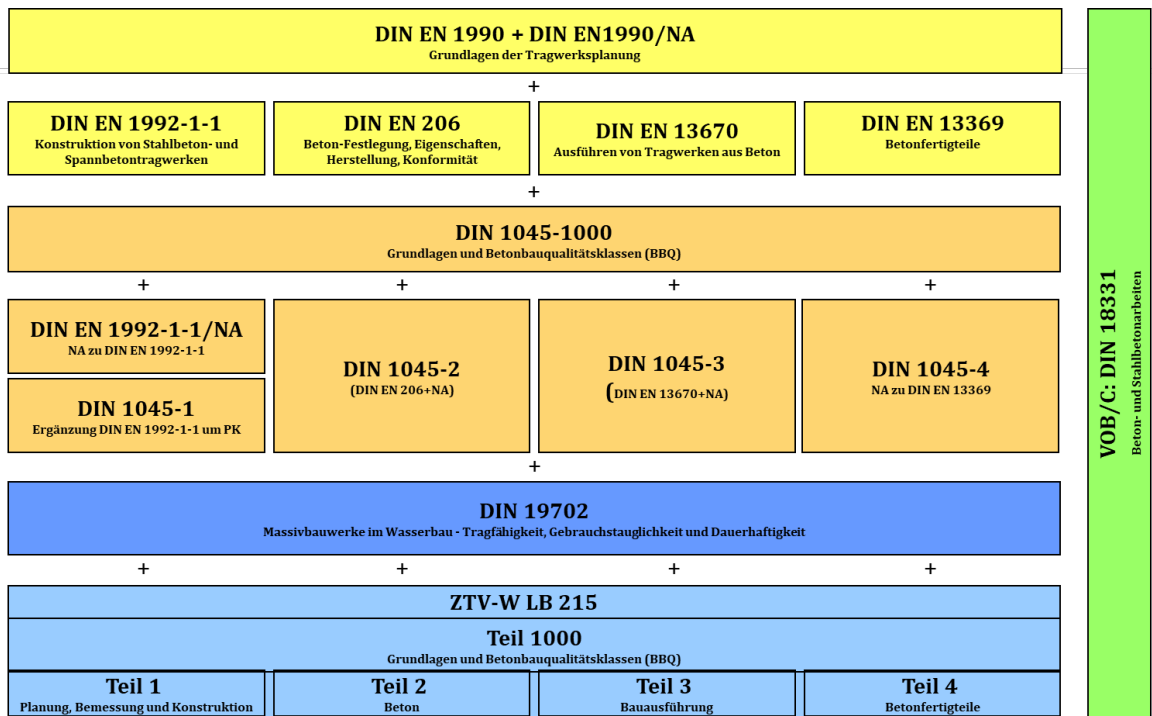 DIN EN 1990 + DIN EN1990/NA
Grundlagen der Tragwerksplanung
+
DIN EN 1992-1-1
Konstruktion von Stahlbeton- und
Spannbetontragwerken
DIN EN 206
Beton-Festlegung, Eigenschaften,
Herstellung, Konformität
DIN EN 13670
Ausführen von Tragwerken aus Beton
DIN EN 13369
Betonfertigteile
+
DIN 1045-1000
Grundlagen und Betonbauqualitätsklassen (BBQ)
+ + + +
DIN EN 1992-1-1/NA
NA zu DIN EN 1992-1-1
DIN 1045-1
Ergänzung DIN EN 1992-1-1 um PK
DIN 1045-2
(DIN EN 206+NA)
DIN 1045-3
(DIN EN 13670+NA)
DIN 1045-4
NA zu DIN EN 13369
+
DIN 19702
Massivbauwerke im Wasserbau - Tragfähigkeit, Gebrauchstauglichkeit und Dauerhaftigkeit
+ + + +
ZTV-W LB 215
Teil 1000
Grundlagen und Betonbauqualitätsklassen (BBQ)
Teil 1
Planung, Bemessung und Konstruktion
Teil 2
Beton
Teil 3
Bauausführung
Teil 4
Betonfertigteile
VOB/C: DIN 18331
Beton- und Stahlbetonarbeiten